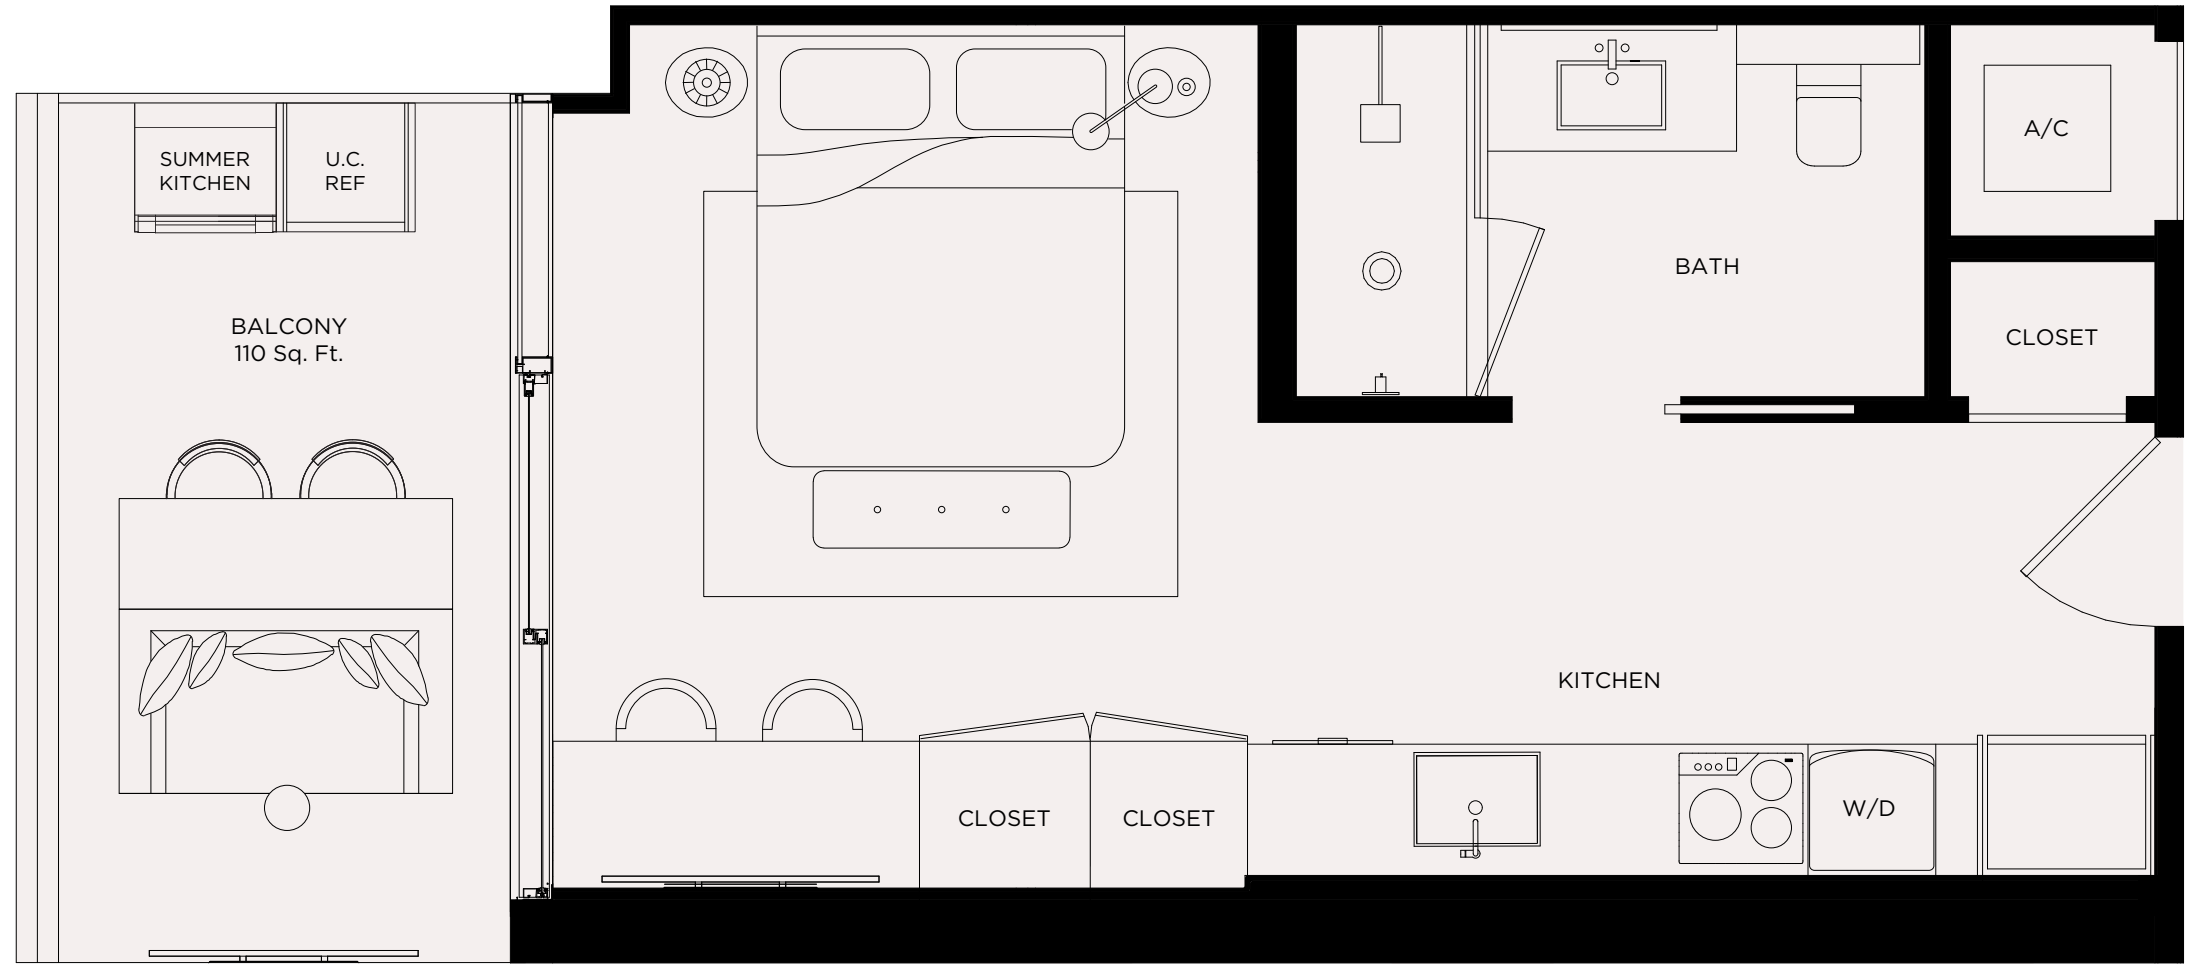 SUMMER
KITCHEN
U.C.
REF
A/C
BATH
BALCONY
110 Sq. Ft.
CLOSET
KITCHEN
CLOSET
CLOSET
W/D